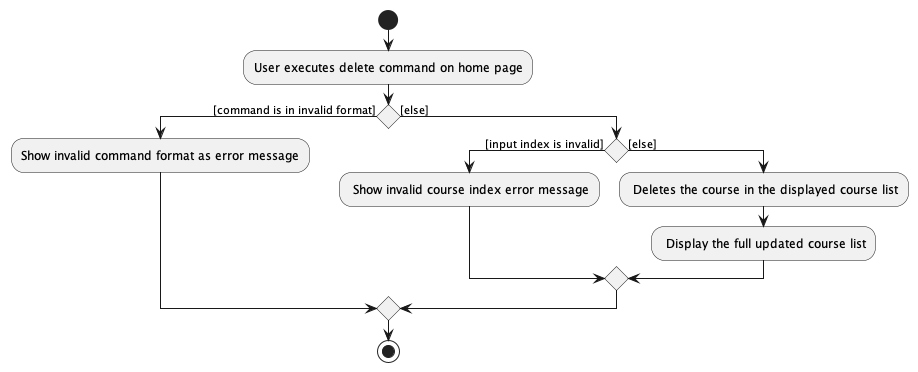 User executes delete command on home page
[command is in invalid format]
[else]
Show invalid command format as error message
[input index is invalid]
[else]
Show invalid course index error message
Deletes the course in the displayed course list
Display the full updated course list